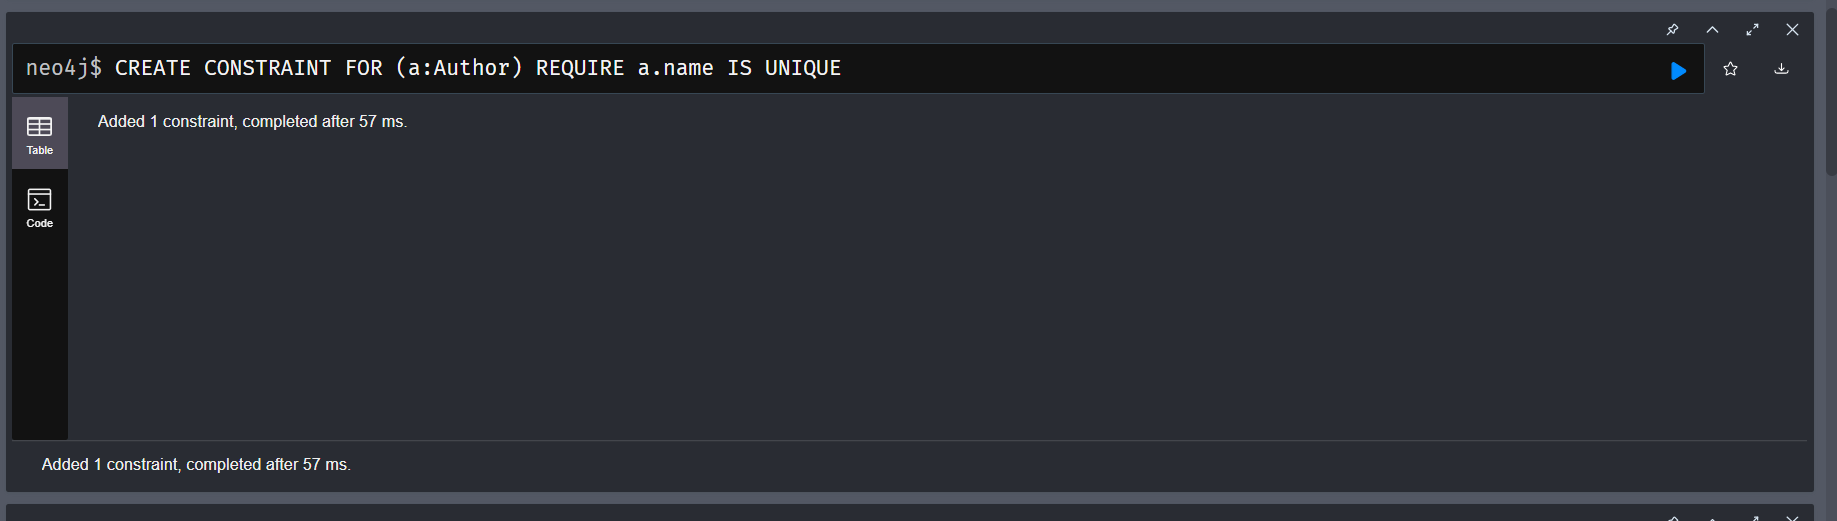 neo4j$ CREATE CONSTRAINT FOR (a:Author) REQUIRE a.name IS UNIQUE
Added 1 constraint, completed after 57 ms.
Table
Code
Added 1 constraint, completed after 57 ms.